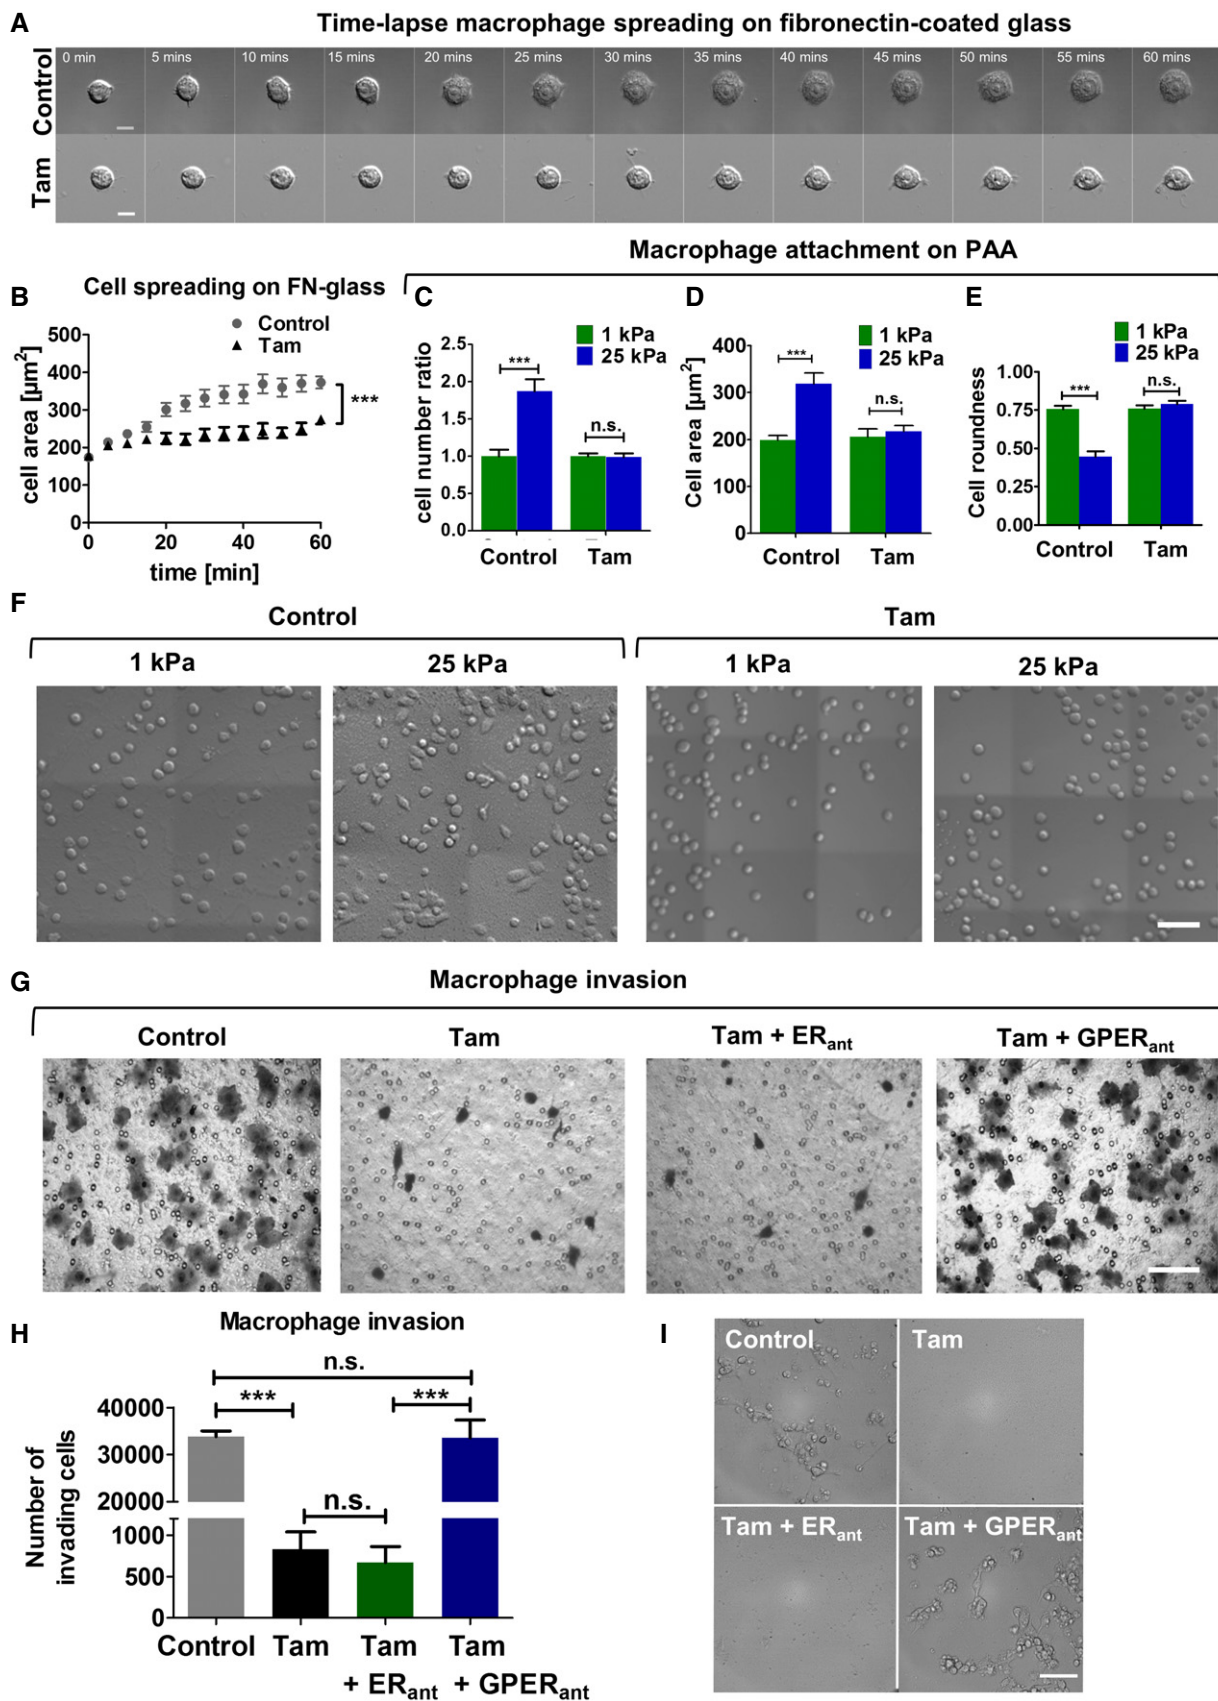 A
Time-lapse macrophage spreading on fibronectin-coated glass
Control
0 min 5 mins 10 mins 15 mins 20 mins 25 mins 30 mins 35 mins 40 mins 45 mins 50 mins 55 mins 60 mins
Tam
Macrophage attachment on PAA
B
Cell spreading on FN-glass
Control
Tam
cell area [µm²]
500
400
300
200
100
0
***
0 20 40 60
time [min]
C
1 kPa
25 kPa
cell number ratio
2.5
2.0
1.5
1.0
0.5
0.0
***
n.s.
Control Tam
D
1 kPa
25 kPa
Cell area [µm²]
400
300
200
100
0
***
n.s.
Control Tam
E
1 kPa
25 kPa
Cell roundness
1.00
0.75
0.50
0.25
0.00
***
n.s.
Control Tam
F
Control Tam
1 kPa 25 kPa 1 kPa 25 kPa
G
Macrophage invasion
Control Tam Tam + ERant Tam + GPERant
H
Macrophage invasion
Number of
invading cells
n.s.
*** ***
n.s.
40000
30000
20000
1000
500
0
Control Tam Tam Tam
+ ERant + GPERant
I
Control Tam
Tam + ERant Tam + GPERant